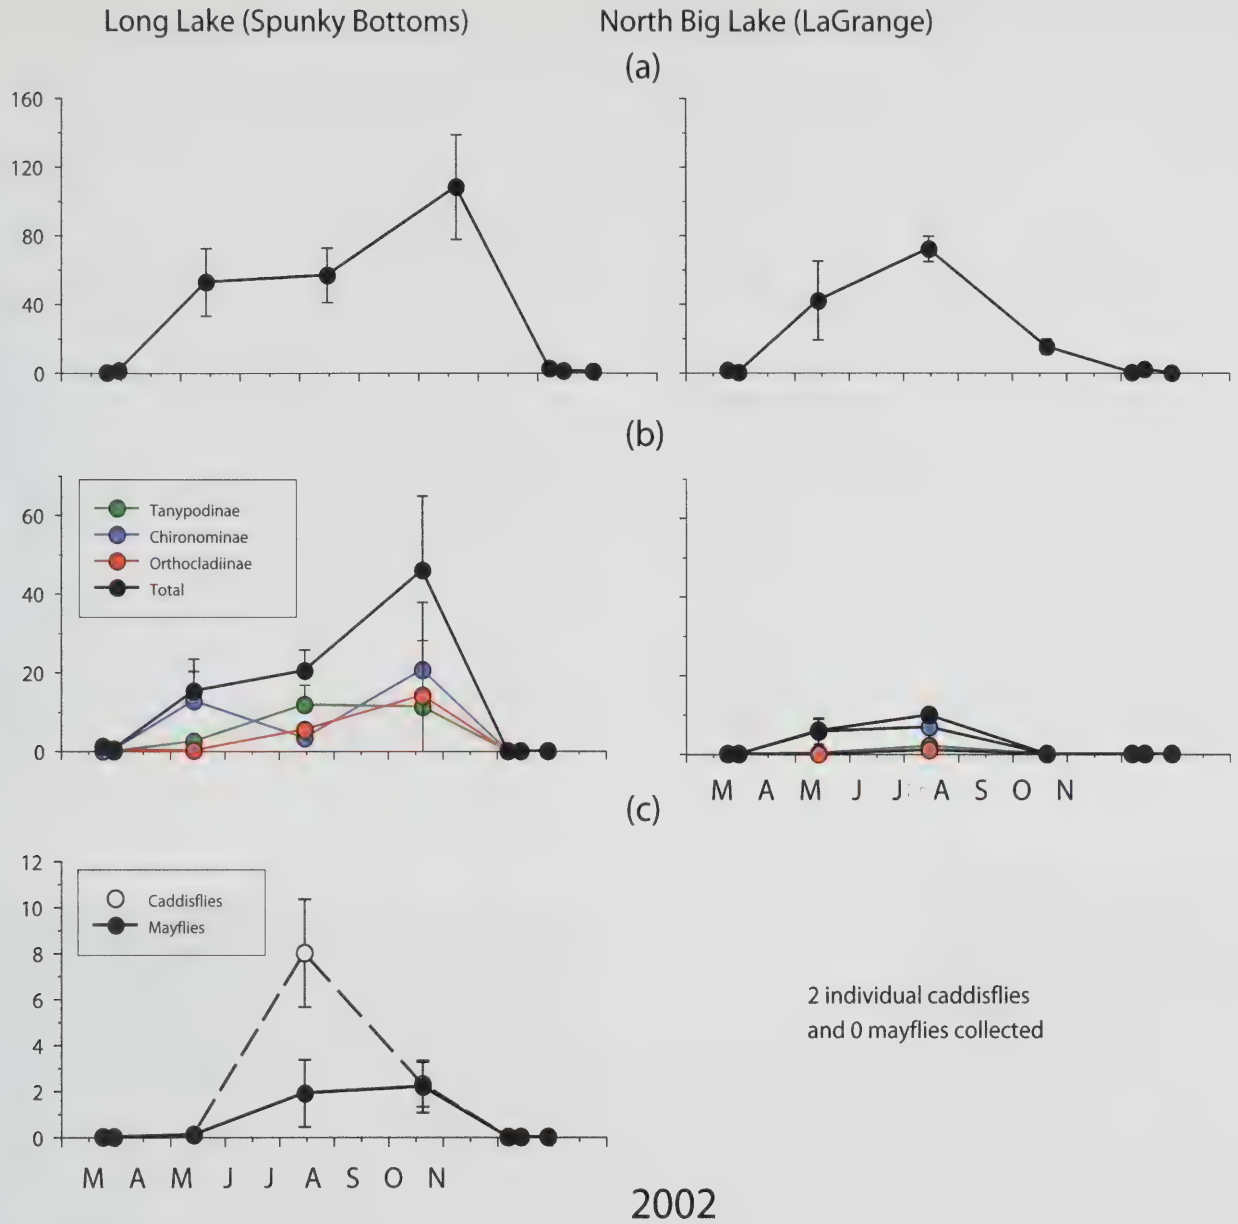 Long Lake (Spunky Bottoms)
North Big Lake (LaGrange)
(a)
160
120
80
40
0
(b)
60
40
20
0
Tanypodinae
Chironominae
Orthocladiinae
Total
M A M J J A S O N
(c)
12
10
8
6
4
2
0
Caddisflies
Mayflies
2 individual caddisflies
and 0 mayflies collected
M A M J J A S O N
2002